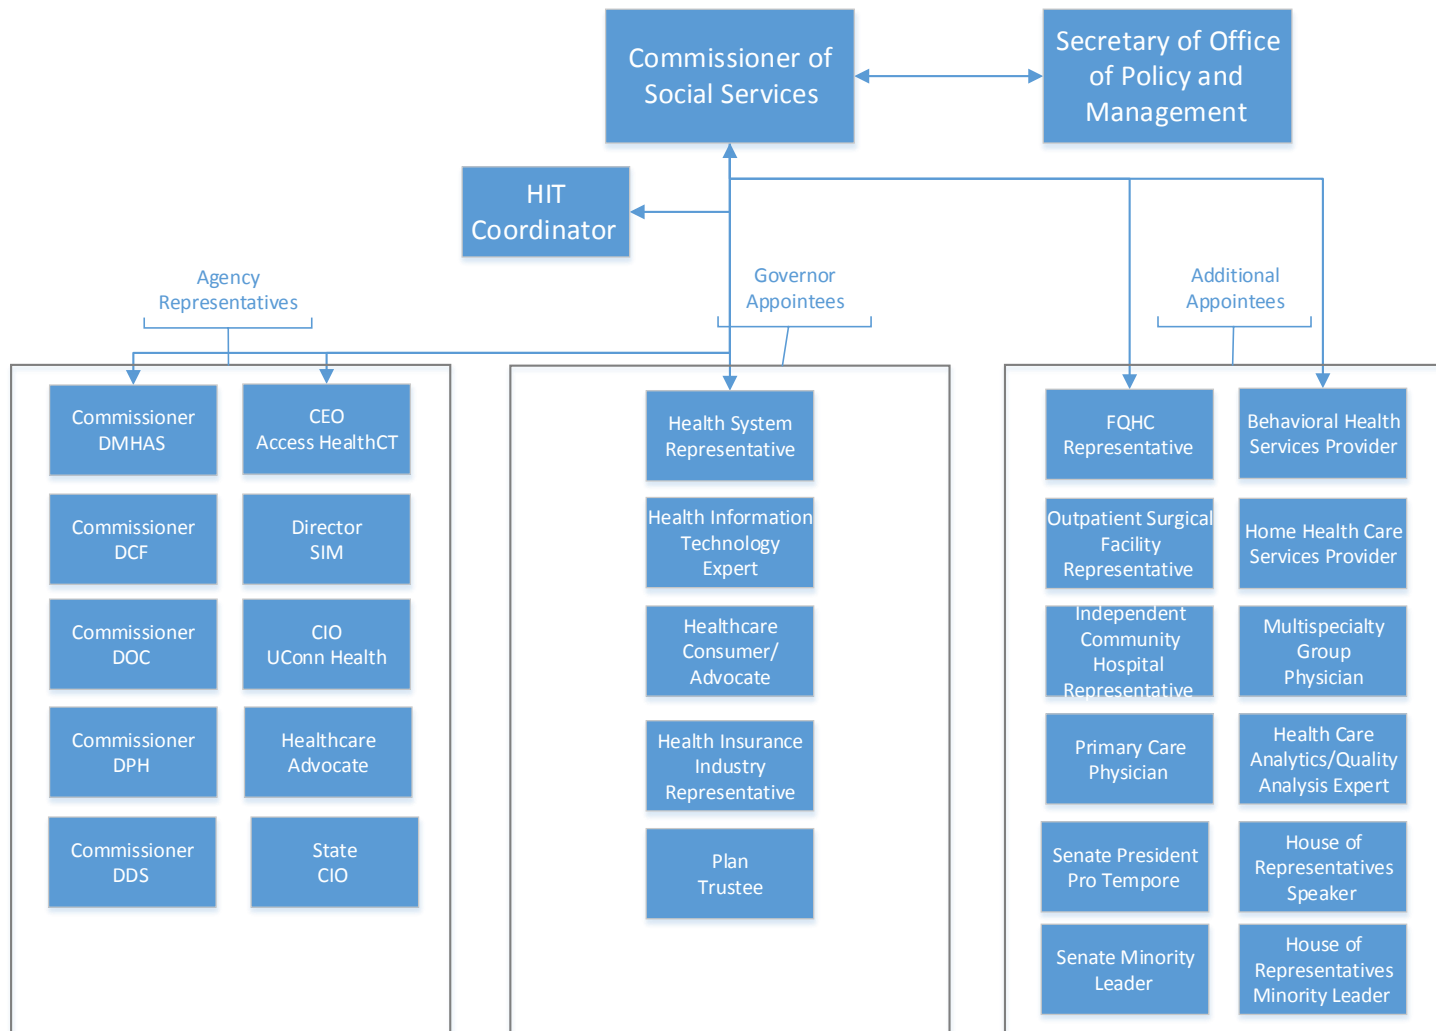 Commissioner of
Social Services
Secretary of Office
of Policy and
Management
HIT
Coordinator
Agency
Representatives
Governor
Appointees
Additional
Appointees
Commissioner
DMHAS
CEO
Access HealthCT
Commissioner
DCF
Director
SIM
Commissioner
DOC
CIO
UConn Health
Commissioner
DPH
Healthcare
Advocate
Commissioner
DDS
State
CIO
Health System
Representative
Health Information
Technology
Expert
Healthcare
Consumer/
Advocate
Health Insurance
Industry
Representative
Plan
Trustee
FQHC
Representative
Behavioral Health
Services Provider
Outpatient Surgical
Facility
Representative
Home Health Care
Services Provider
Independent
Community
Hospital
Representative
Multispecialty
Group
Physician
Primary Care
Physician
Health Care
Analytics/Quality
Analysis Expert
Senate President
Pro Tempore
House of
Representatives
Speaker
Senate Minority
Leader
House of
Representatives
Minority Leader